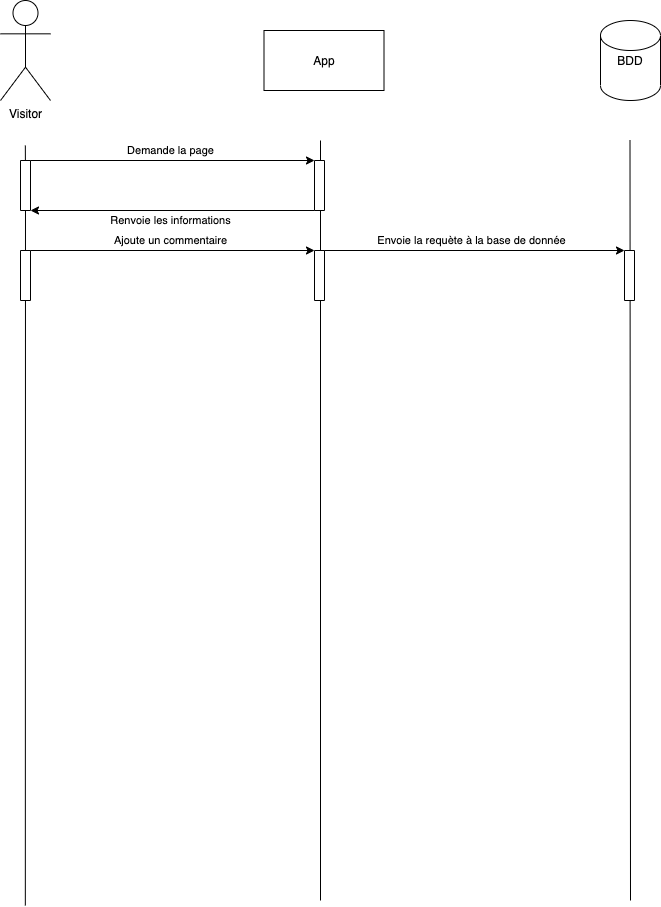 App
BDD
Visitor
Demande la page
Renvoie les informations
Ajoute un commentaire
Envoie la requète à la base de donnée